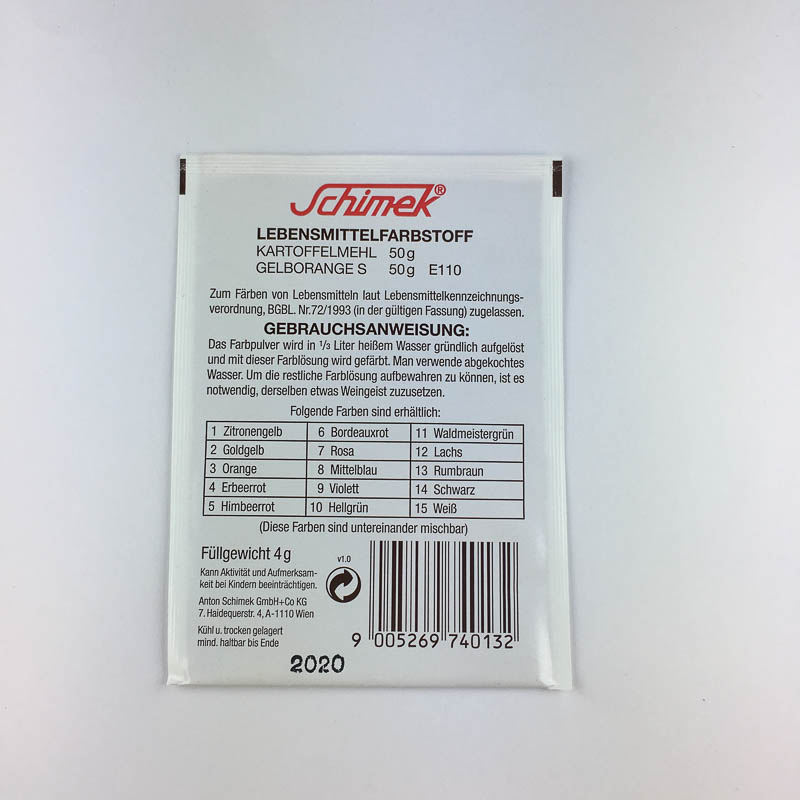 Schimek®
LEBENSMITTELFARBSTOFF
KARTOFFELMEHL 50g
GELBORANGE S 50g E110
Zum Färben von Lebensmitteln laut Lebensmittelkennzeichnungs-
verordnung, BGBL. Nr.72/1993 (in der gültigen Fassung) zugelassen.
GEBRAUCHSANWEISUNG:
Das Farbpulver wird in 1/3 Liter heißem Wasser gründlich aufgelöst
und mit dieser Farblösung wird gefärbt. Man verwende abgekochtes
Wasser. Um die restliche Farblösung aufbewahren zu können, ist es
notwendig, derselben etwas Weingeist zuzusetzen.
Folgende Farben sind erhältlich:
1 Zitronengelb 6 Bordeauxrot 11 Waldmeistergrün
2 Goldgelb 7 Rosa 12 Lachs
3 Orange 8 Mittelblau 13 Rumbraun
4 Erbeerrot 9 Violett 14 Schwarz
5 Himbeerrot 10 Hellgrün 15 Weiß
(Diese Farben sind untereinander mischbar)
Füllgewicht 4g
v1.0
Kann Aktivität und Aufmerksam-
keit bei Kindern beeinträchtigen.
Anton Schimek GmbH+Co KG
7. Haidequerstr. 4, A-1110 Wien
Kühl u. trocken gelagert
mind. haltbar bis Ende
2020
9 005269 740132